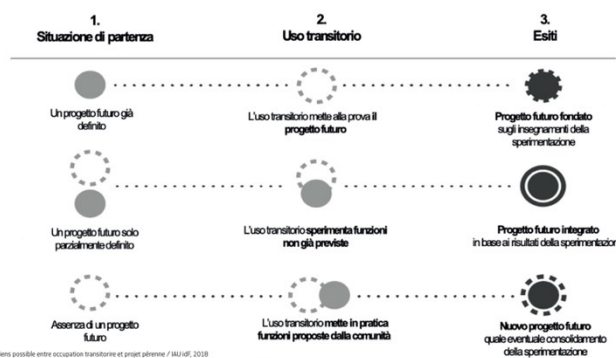 1.
Situazione di partenza
2.
Uso transitorio
3.
Esiti
Un progetto futuro già
definito
L'uso transitorio mette alla prova il
progetto futuro
Progetto futuro fondato
sugli insegnamenti della
sperimentazione
Un progetto futuro solo
parzialmente definito
L'uso transitorio sperimenta funzioni
non già previste
Progetto futuro integrato
in base ai risultati della sperimentazion
Assenza di un progetto
futuro
L'uso transitorio mette in pratica
funzioni proposte dalla comunità
Nuovo progetto futuro
quale eventuale consolidamento
della sperimentazione
iens possible entre occupation transitoire et projet pérenne / IAU îdF, 2018